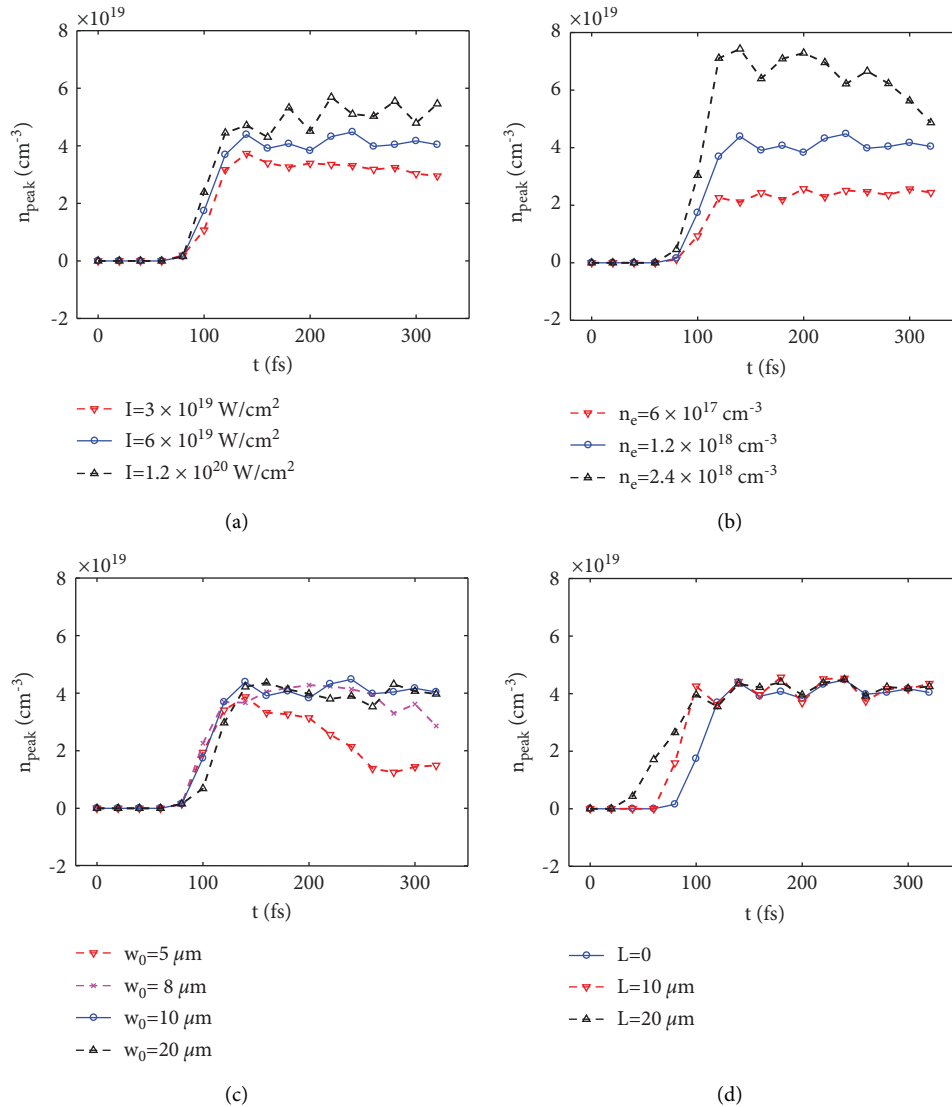 ×10^19
8
6
4
2
0
-2
n_peak (cm^-3)
0 100 200 300
t (fs)
I=3 × 10^19 W/cm^2
I=6 × 10^19 W/cm^2
I=1.2 × 10^20 W/cm^2
(a)
×10^19
8
6
4
2
0
-2
n_peak (cm^-3)
0 100 200 300
t (fs)
n_e=6 × 10^17 cm^-3
n_e=1.2 × 10^18 cm^-3
n_e=2.4 × 10^18 cm^-3
(b)
×10^19
8
6
4
2
0
-2
n_peak (cm^-3)
0 100 200 300
t (fs)
w_0=5 μm
w_0= 8 μm
w_0=10 μm
w_0=20 μm
(c)
×10^19
8
6
4
2
0
-2
n_peak (cm^-3)
0 100 200 300
t (fs)
L=0
L=10 μm
L=20 μm
(d)